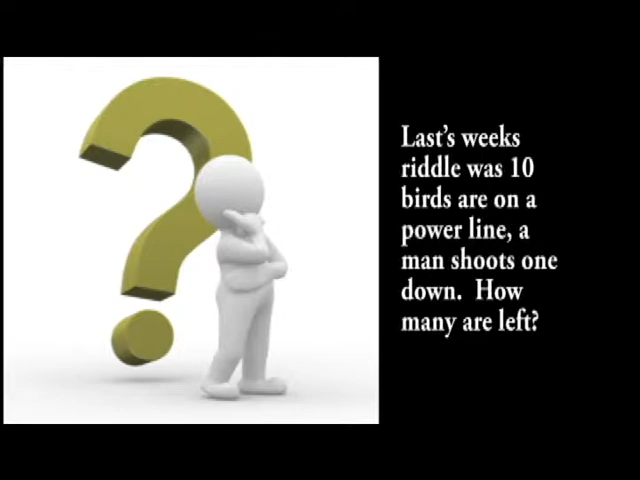 Last's weeks
riddle was 10
birds are on a
power line, a
man shoots one
down.  How
many are left?